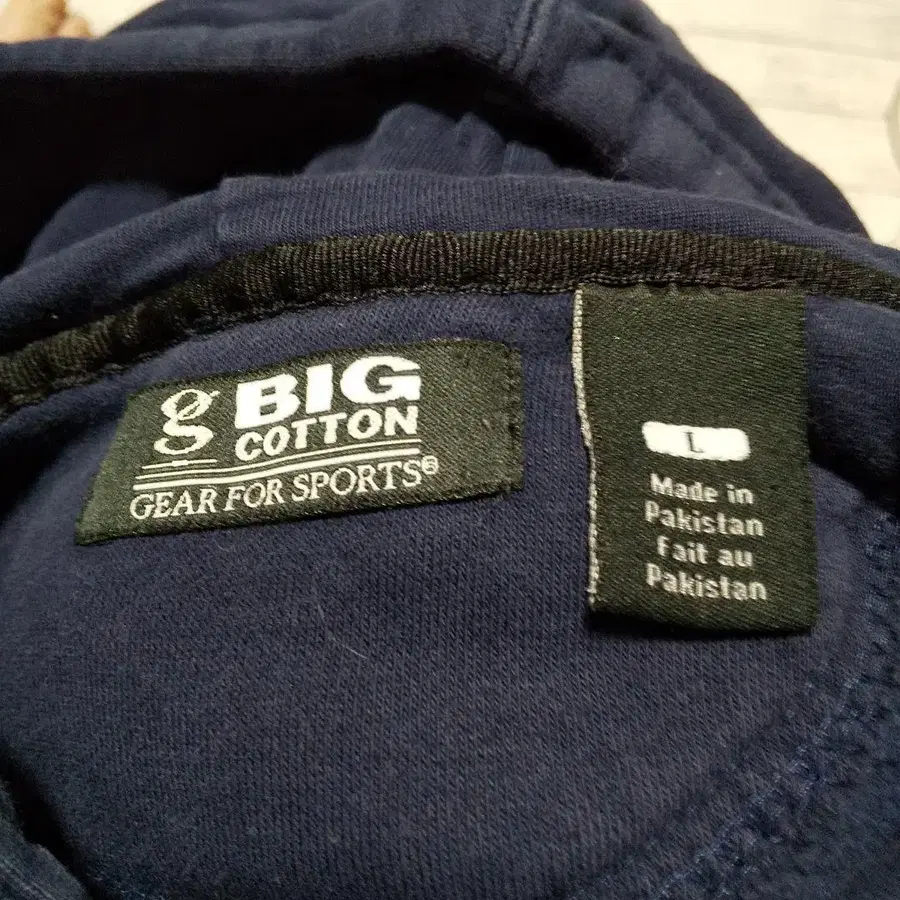 g BIG
COTTON
GEAR FOR SPORTS®
L
Made in
Pakistan
Fait au
Pakistan